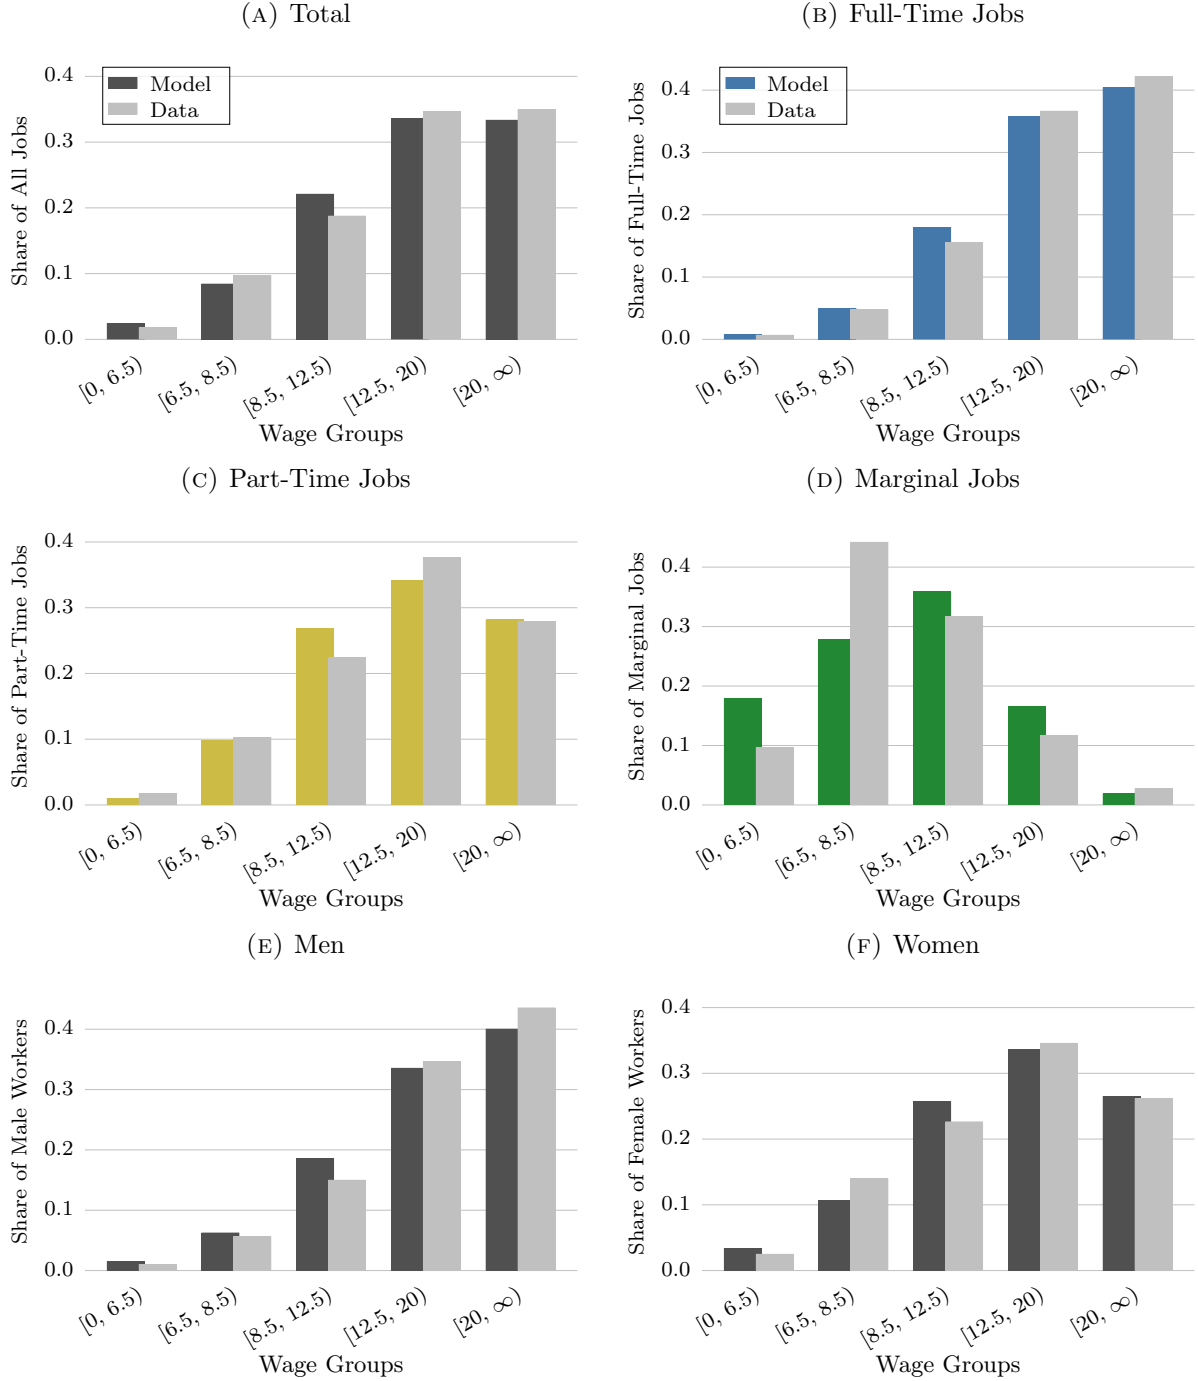 (A) Total
0.4
0.3
0.2
0.1
0.0
Share of All Jobs
Model
Data
[0, 6.5)
[6.5, 8.5)
[8.5, 12.5)
[12.5, 20)
[20, ∞)
Wage Groups
(B) Full-Time Jobs
0.4
0.3
0.2
0.1
0.0
Share of Full-Time Jobs
Model
Data
[0, 6.5)
[6.5, 8.5)
[8.5, 12.5)
[12.5, 20)
[20, ∞)
Wage Groups
(C) Part-Time Jobs
0.4
0.3
0.2
0.1
0.0
Share of Part-Time Jobs
[0, 6.5)
[6.5, 8.5)
[8.5, 12.5)
[12.5, 20)
[20, ∞)
Wage Groups
(D) Marginal Jobs
0.4
0.3
0.2
0.1
0.0
Share of Marginal Jobs
[0, 6.5)
[6.5, 8.5)
[8.5, 12.5)
[12.5, 20)
[20, ∞)
Wage Groups
(E) Men
0.4
0.3
0.2
0.1
0.0
Share of Male Workers
[0, 6.5)
[6.5, 8.5)
[8.5, 12.5)
[12.5, 20)
[20, ∞)
Wage Groups
(F) Women
0.4
0.3
0.2
0.1
0.0
Share of Female Workers
[0, 6.5)
[6.5, 8.5)
[8.5, 12.5)
[12.5, 20)
[20, ∞)
Wage Groups